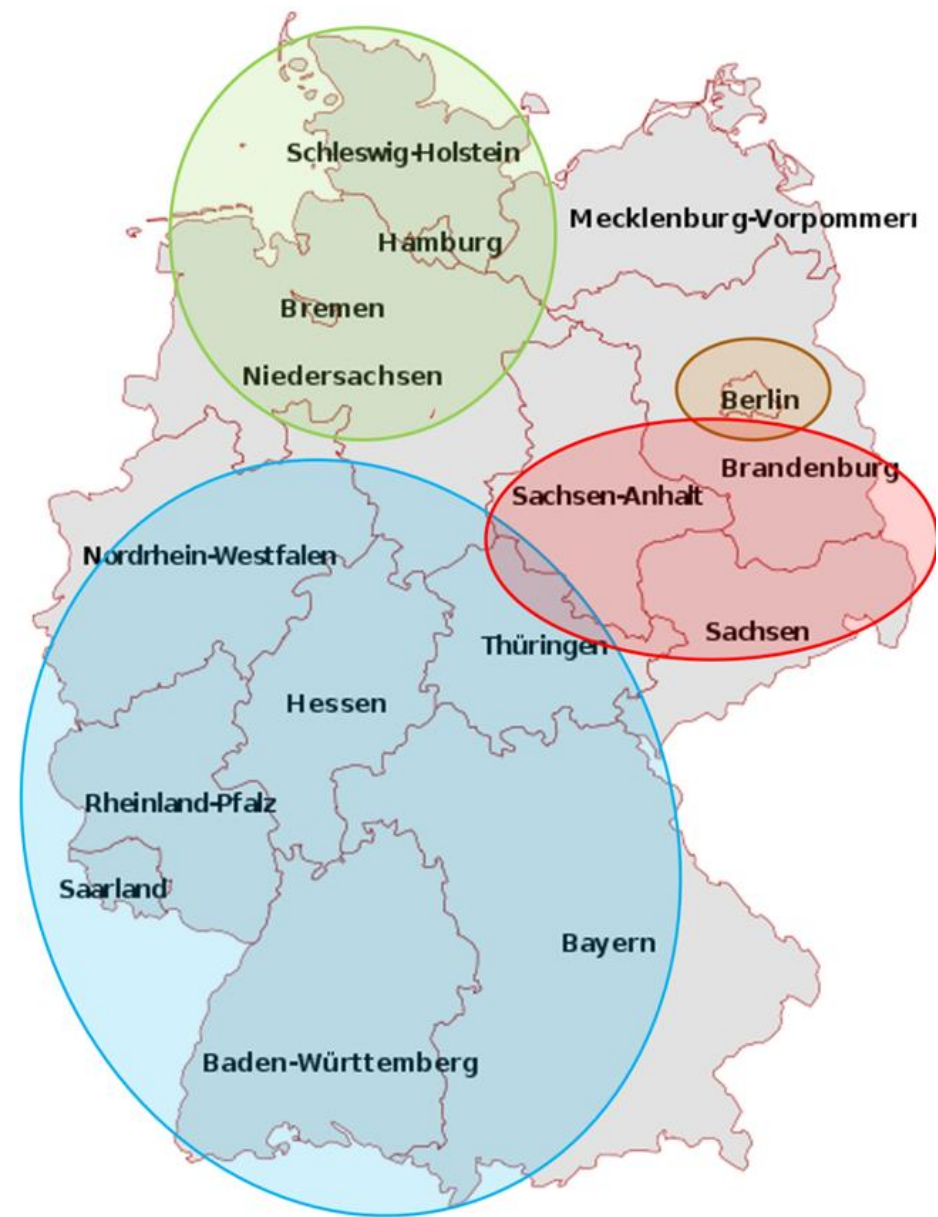 Schleswig-Holstein
Mecklenburg-Vorpommeri
Hamburg
Bremen
Niedersachsen
Berlin
Brandenburg
Sachsen-Anhalt
Nordrhein-Westfalen
Sachsen
Thüringen
Hessen
Rheinland-Pfalz
Saarland
Bayern
Baden-Württemberg